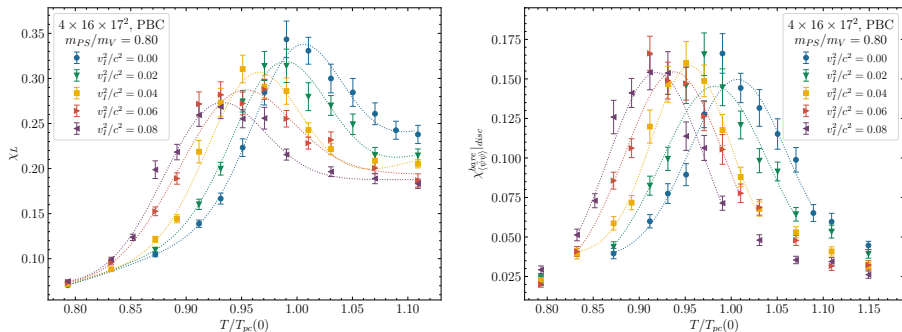 4 × 16 × 17², PBC
m_PS/m_V = 0.80
v_I²/c² = 0.00
v_I²/c² = 0.02
v_I²/c² = 0.04
v_I²/c² = 0.06
v_I²/c² = 0.08
χ_L
0.35
0.30
0.25
0.20
0.15
0.10
0.80 0.85 0.90 0.95 1.00 1.05 1.10
T/T_pc(0)
4 × 16 × 17², PBC
m_PS/m_V = 0.80
v_I²/c² = 0.00
v_I²/c² = 0.02
v_I²/c² = 0.04
v_I²/c² = 0.06
v_I²/c² = 0.08
χ^bare_⟨ψ̄ψ⟩|disc
0.175
0.150
0.125
0.100
0.075
0.050
0.025
0.80 0.85 0.90 0.95 1.00 1.05 1.10 1.15
T/T_pc(0)